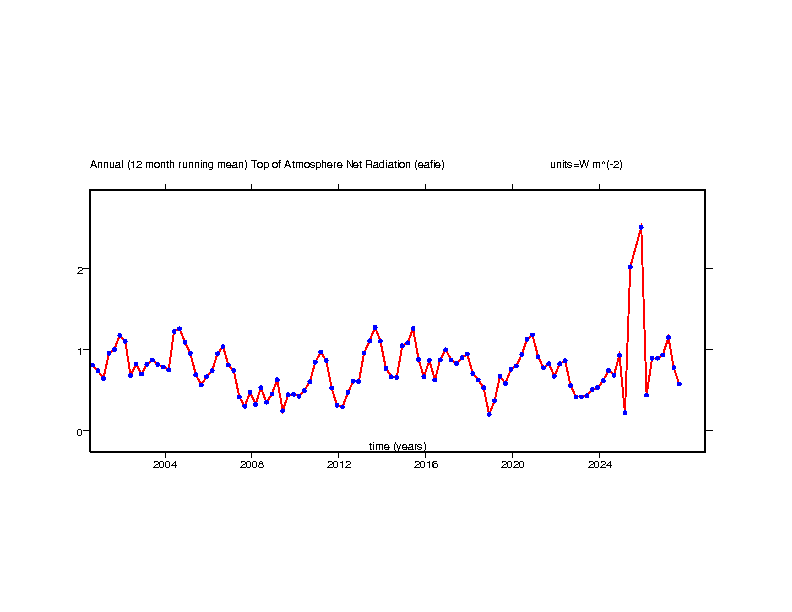 Annual (12 month running mean) Top of Atmosphere Net Radiation (eafie) units=W m^(-2)
2
1
0
time (years)
2004 2008 2012 2016 2020 2024